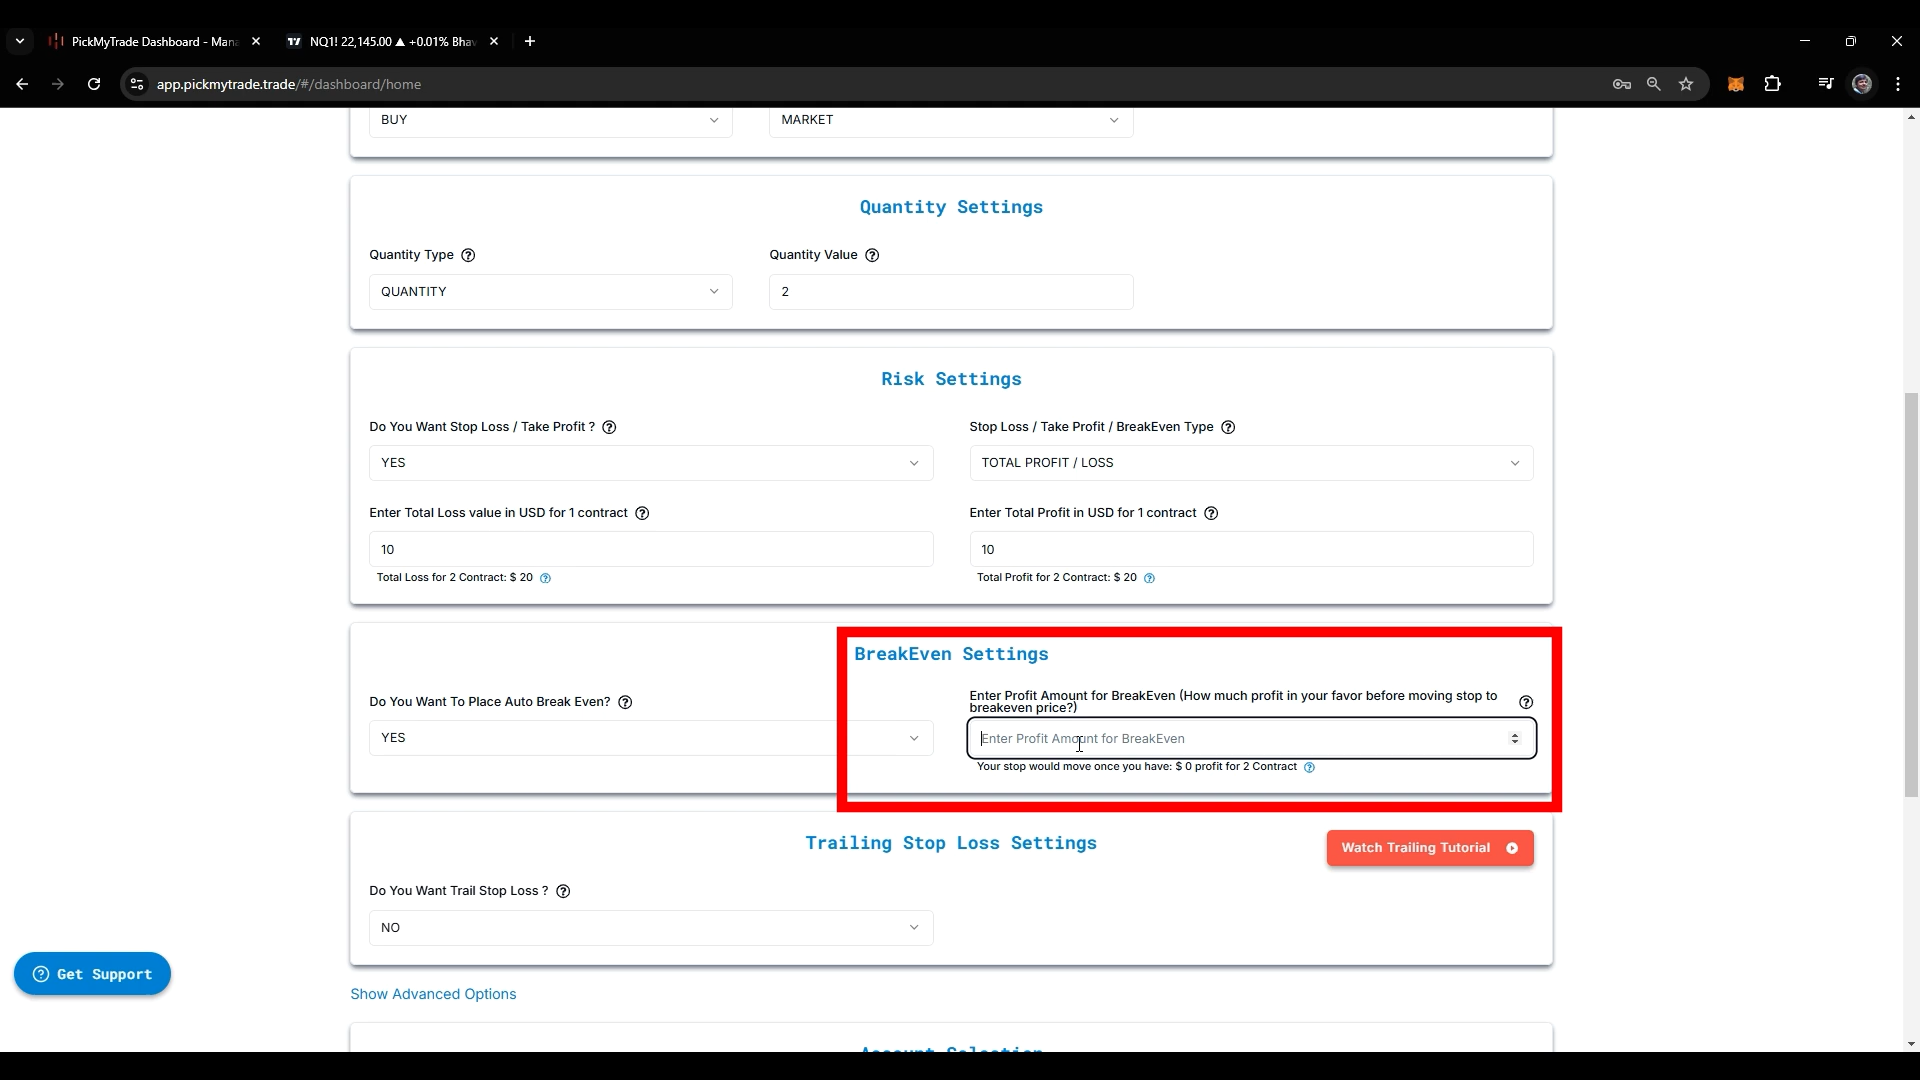 PickMyTrade Dashboard - Mana
NQ1! 22,145.00 ▲ +0.01% Bhav
app.pickmytrade.trade/#/dashboard/home
BUY
MARKET
Quantity Settings
Quantity Type
Quantity Value
QUANTITY
2
Risk Settings
Do You Want Stop Loss / Take Profit ?
Stop Loss / Take Profit / BreakEven Type
YES
TOTAL PROFIT / LOSS
Enter Total Loss value in USD for 1 contract
Enter Total Profit in USD for 1 contract
10
10
Total Loss for 2 Contract: $ 20
Total Profit for 2 Contract: $ 20
BreakEven Settings
Do You Want To Place Auto Break Even?
Enter Profit Amount for BreakEven (How much profit in your favor before moving stop to
breakeven price?)
YES
Enter Profit Amount for BreakEven
Your stop would move once you have: $ 0 profit for 2 Contract
Trailing Stop Loss Settings
Watch Trailing Tutorial
Do You Want Trail Stop Loss ?
NO
Get Support
Show Advanced Options
Account Selection